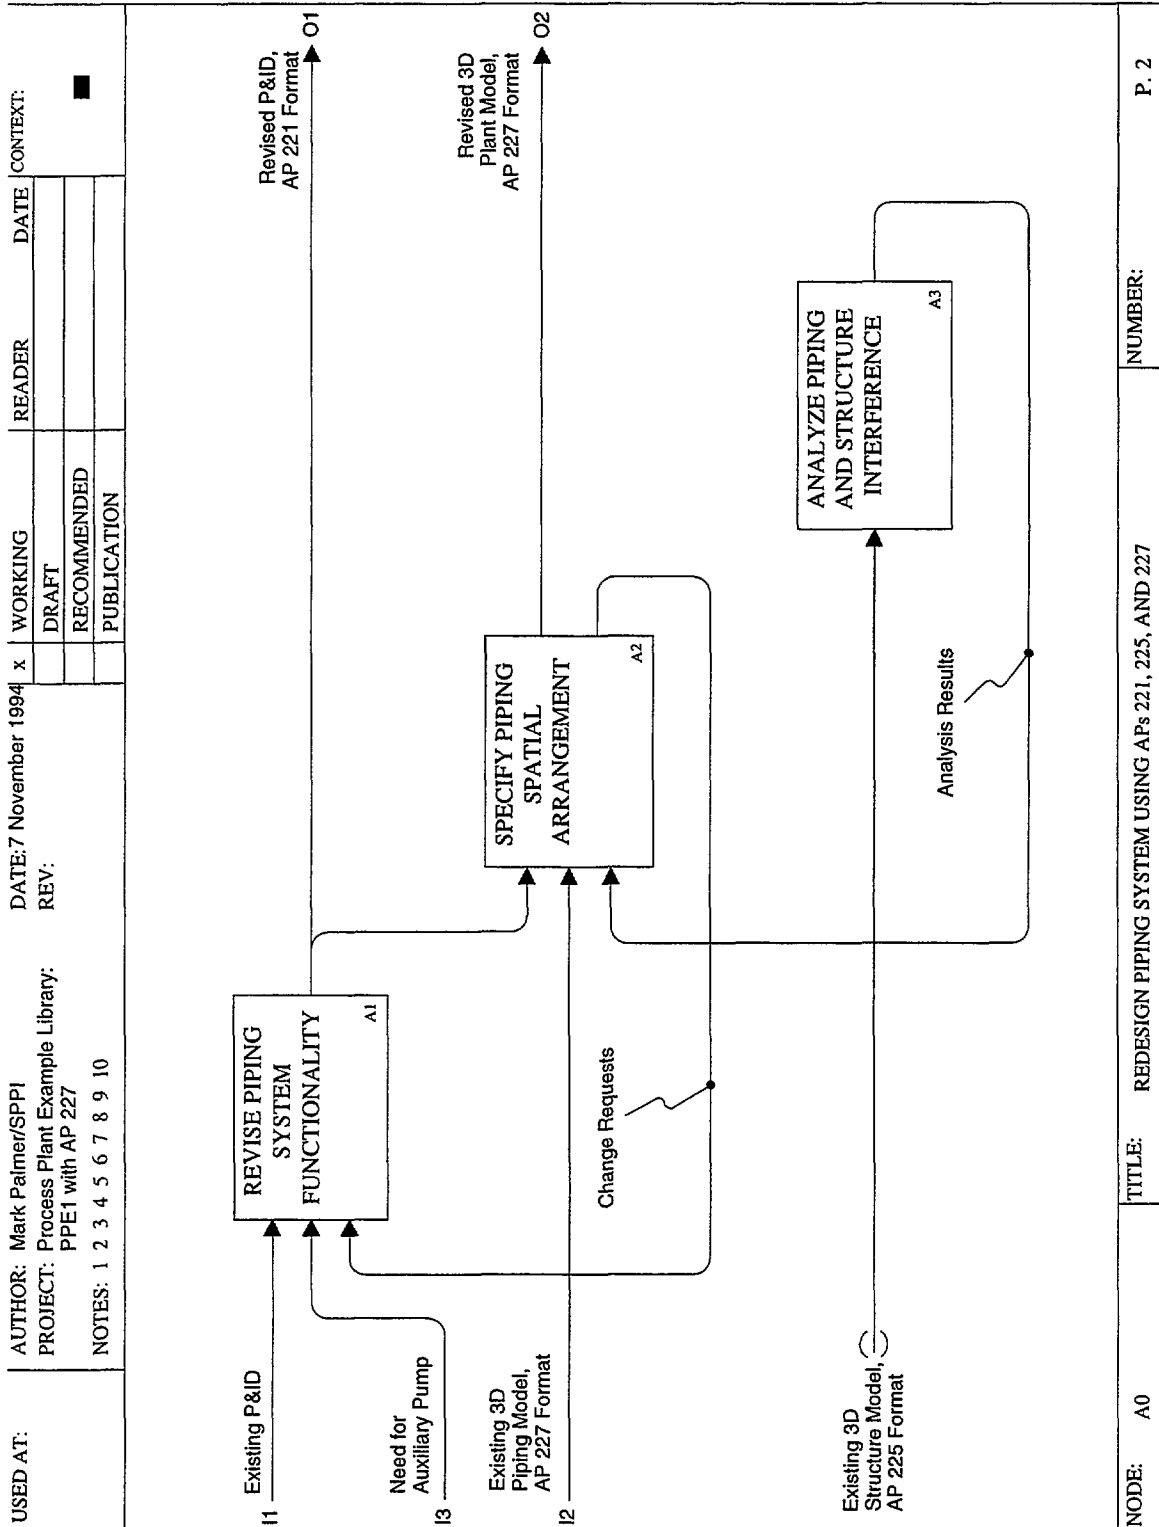 USED AT:
AUTHOR: Mark Palmer/SPPI
PROJECT: Process Plant Example Library:
PPE1 with AP 227
NOTES: 1 2 3 4 5 6 7 8 9 10
DATE:7 November 1994
REV:
x WORKING
DRAFT
RECOMMENDED
PUBLICATION
READER DATE
CONTEXT:
I1
Existing P&ID
I3
Need for
Auxiliary Pump
I2
Existing 3D
Piping Model,
AP 227 Format
Existing 3D
Structure Model,
AP 225 Format
REVISE PIPING
SYSTEM
FUNCTIONALITY
A1
Change Requests
SPECIFY PIPING
SPATIAL
ARRANGEMENT
A2
Analysis Results
ANALYZE PIPING
AND STRUCTURE
INTERFERENCE
A3
Revised P&ID,
AP 221 Format
O1
Revised 3D
Plant Model,
AP 227 Format
O2
NODE: A0
TITLE: REDESIGN PIPING SYSTEM USING APs 221, 225, AND 227
NUMBER:
P. 2